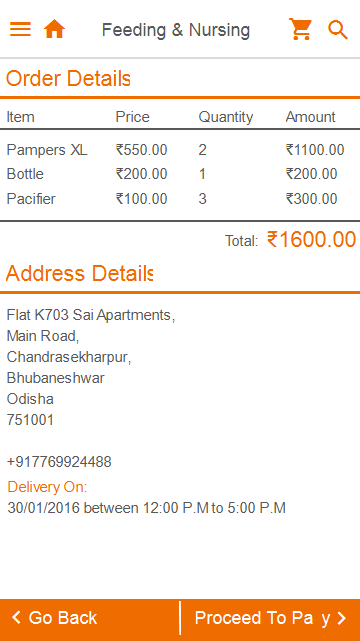 Feeding & Nursing
Order Details
Item Price Quantity Amount
Pampers XL ₹550.00 2 ₹1100.00
Bottle ₹200.00 1 ₹200.00
Pacifier ₹100.00 3 ₹300.00
Total: ₹1600.00
Address Details
Flat K703 Sai Apartments,
Main Road,
Chandrasekharpur,
Bhubaneshwar
Odisha
751001
+917769924488
Delivery On:
30/01/2016 between 12:00 P.M to 5:00 P.M
Go Back Proceed To Pa y